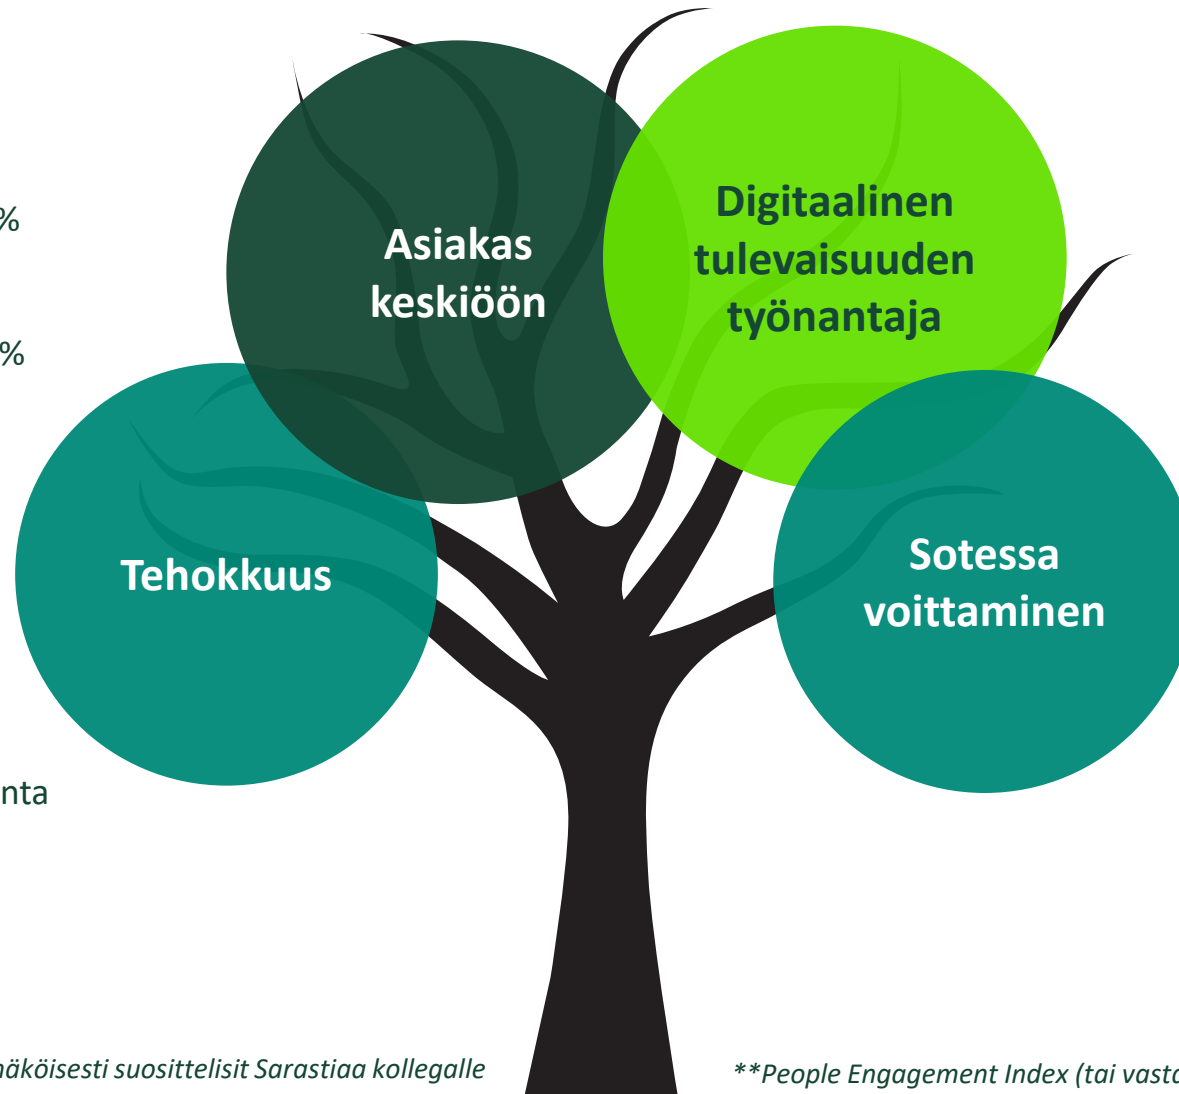 %
Asiakas
keskiöön
Digitaalinen
tulevaisuuden
työnantaja
%
Tehokkuus
Sotessa
voittaminen
nta
näköisesti suosittelisit Sarastiaa kollegalle
**People Engagement Index (tai vasta